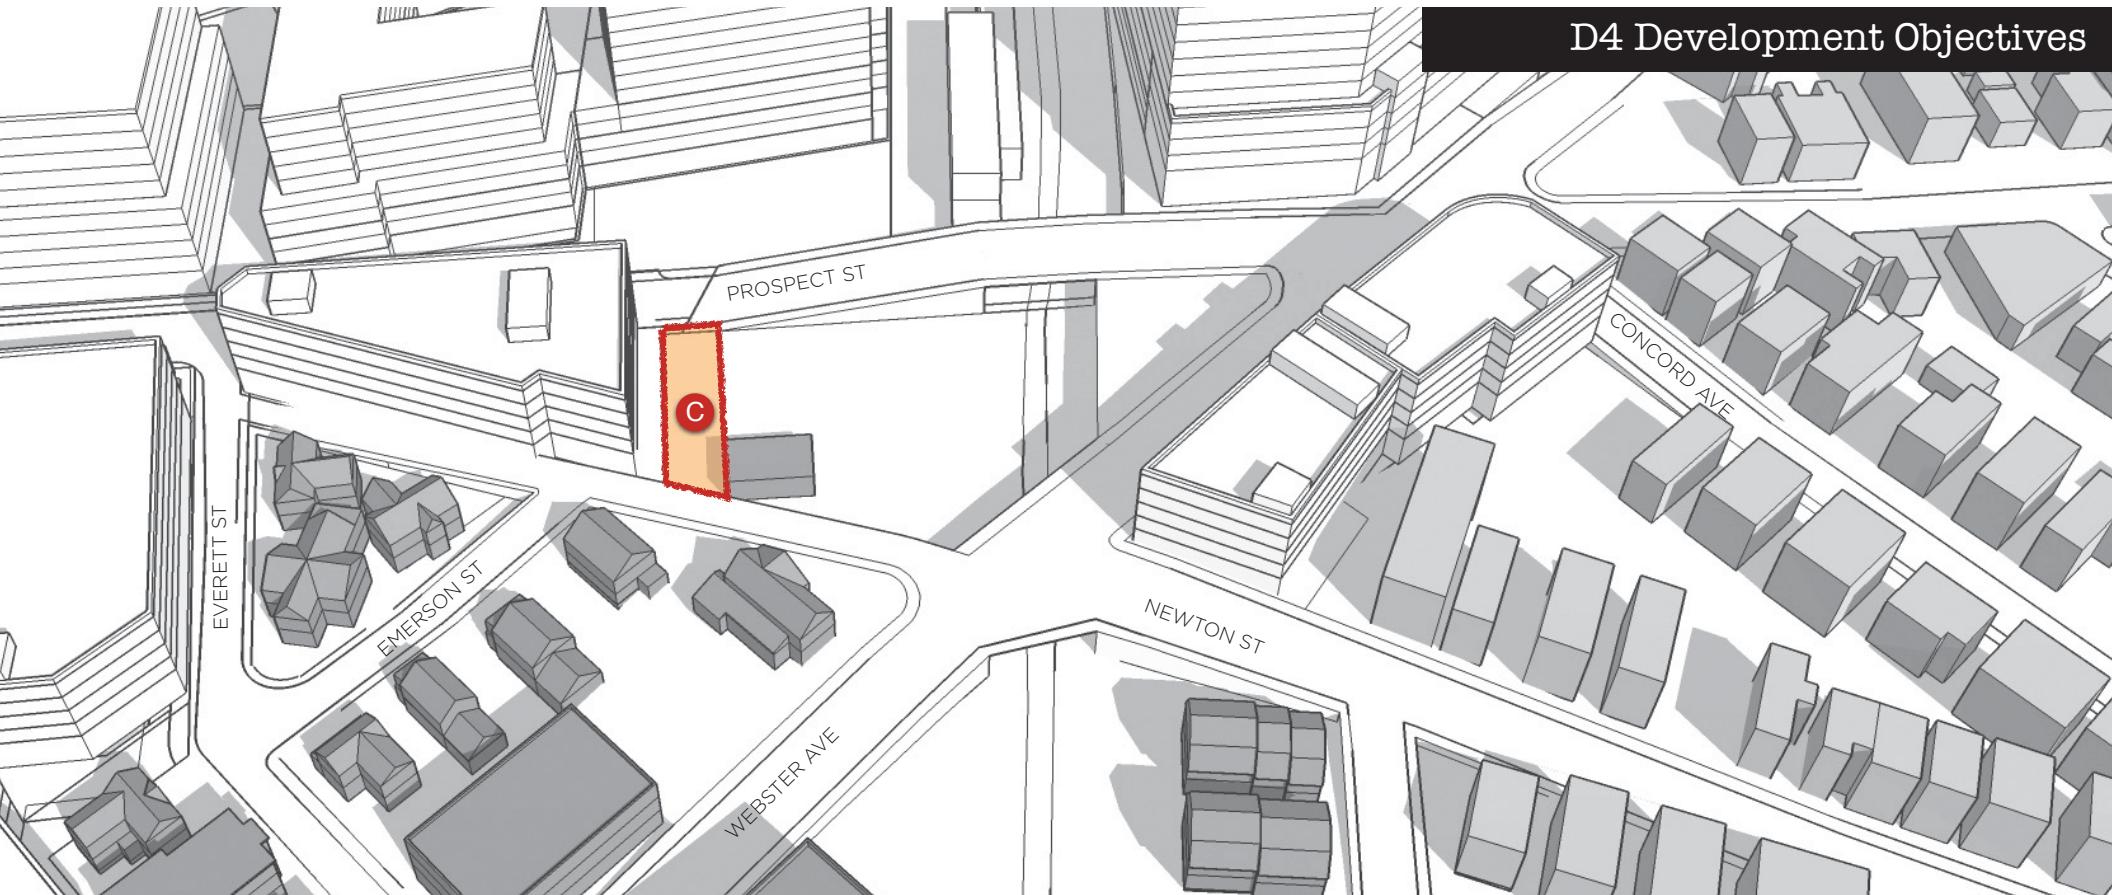 D4 Development Objectives
PROSPECT ST
CONCORD AVE
C
EVERETT ST
EMERSON ST
NEWTON ST
WEBSTER AVE